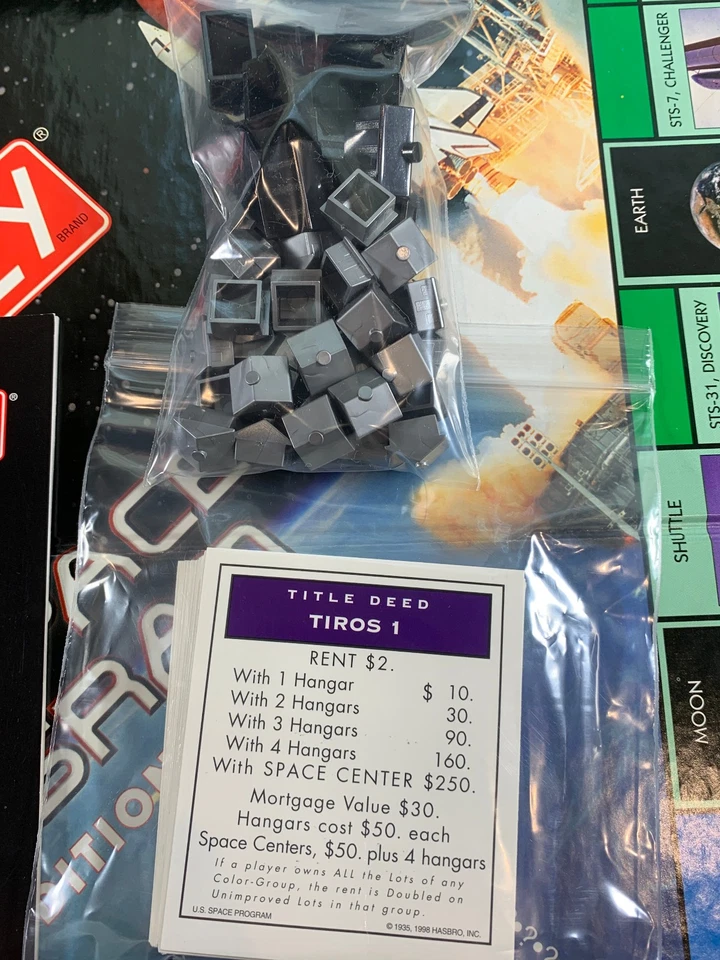 Y
®
BRAND
®
STS-7, CHALLENGER
EARTH
STS-31, DISCOVERY
SHUTTLE
MOON
TITLE DEED
TIROS 1
RENT $2.
With 1 Hangar $ 10.
With 2 Hangars 30.
With 3 Hangars 90.
With 4 Hangars 160.
With SPACE CENTER $250.
Mortgage Value $30.
Hangars cost $50. each
Space Centers, $50. plus 4 hangars
If a player owns ALL the Lots of any
Color-Group, the rent is Doubled on
Unimproved Lots in that group.
U.S. SPACE PROGRAM
©1935, 1998 HASBRO, INC.
???